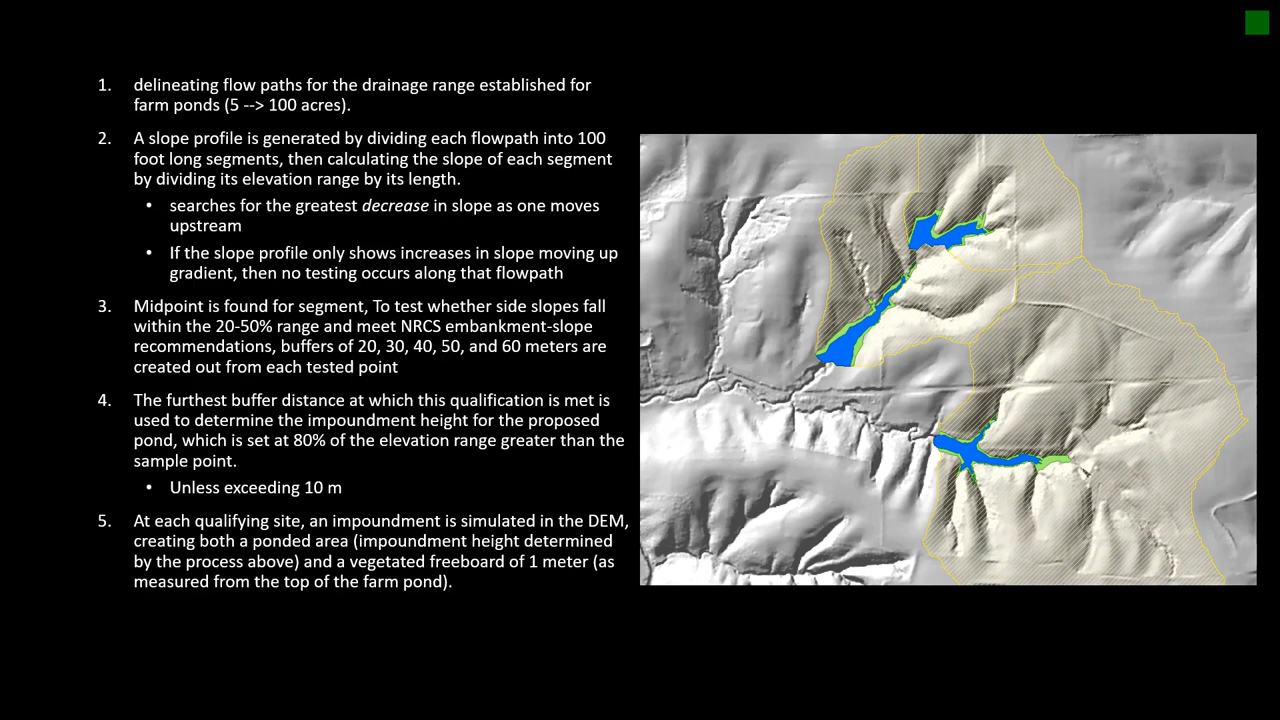 1. delineating flow paths for the drainage range established for
farm ponds (5 --> 100 acres).
2. A slope profile is generated by dividing each flowpath into 100
foot long segments, then calculating the slope of each segment
by dividing its elevation range by its length.
• searches for the greatest decrease in slope as one moves
upstream
• If the slope profile only shows increases in slope moving up
gradient, then no testing occurs along that flowpath
3. Midpoint is found for segment, To test whether side slopes fall
within the 20-50% range and meet NRCS embankment-slope
recommendations, buffers of 20, 30, 40, 50, and 60 meters are
created out from each tested point
4. The furthest buffer distance at which this qualification is met is
used to determine the impoundment height for the proposed
pond, which is set at 80% of the elevation range greater than the
sample point.
• Unless exceeding 10 m
5. At each qualifying site, an impoundment is simulated in the DEM,
creating both a ponded area (impoundment height determined
by the process above) and a vegetated freeboard of 1 meter (as
measured from the top of the farm pond).